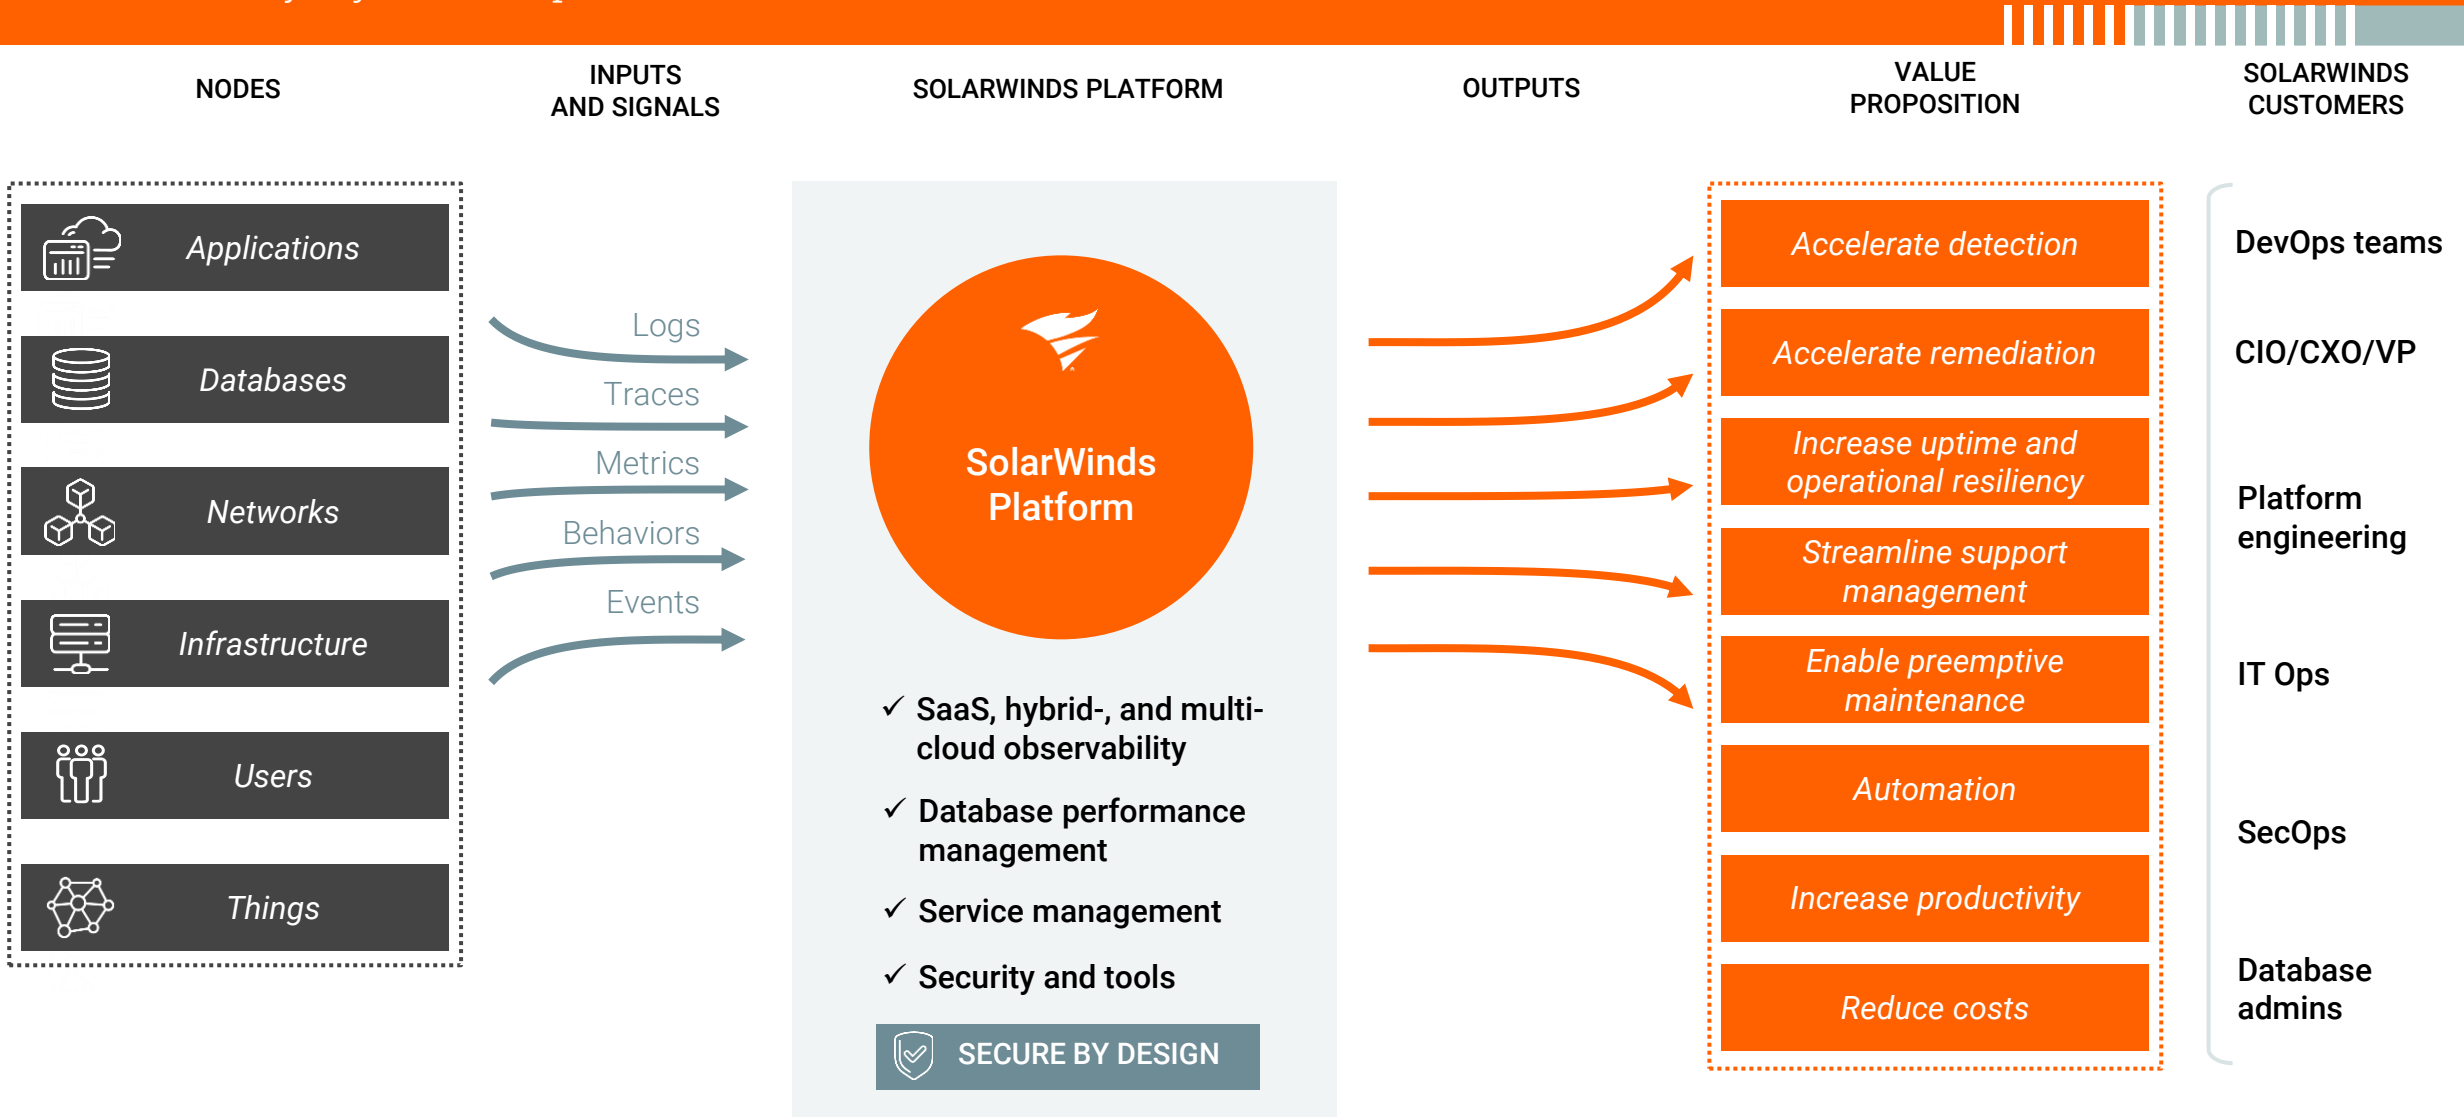 NODES
INPUTS
AND SIGNALS
SOLARWINDS PLATFORM
OUTPUTS
VALUE
PROPOSITION
SOLARWINDS
CUSTOMERS
Applications
Databases
Networks
Infrastructure
Users
Things
Logs
Traces
Metrics
Behaviors
Events
SolarWinds
Platform
✓ SaaS, hybrid-, and multi-
cloud observability
✓ Database performance
management
✓ Service management
✓ Security and tools
SECURE BY DESIGN
Accelerate detection
Accelerate remediation
Increase uptime and
operational resiliency
Streamline support
management
Enable preemptive
maintenance
Automation
Increase productivity
Reduce costs
DevOps teams
CIO/CXO/VP
Platform
engineering
IT Ops
SecOps
Database
admins